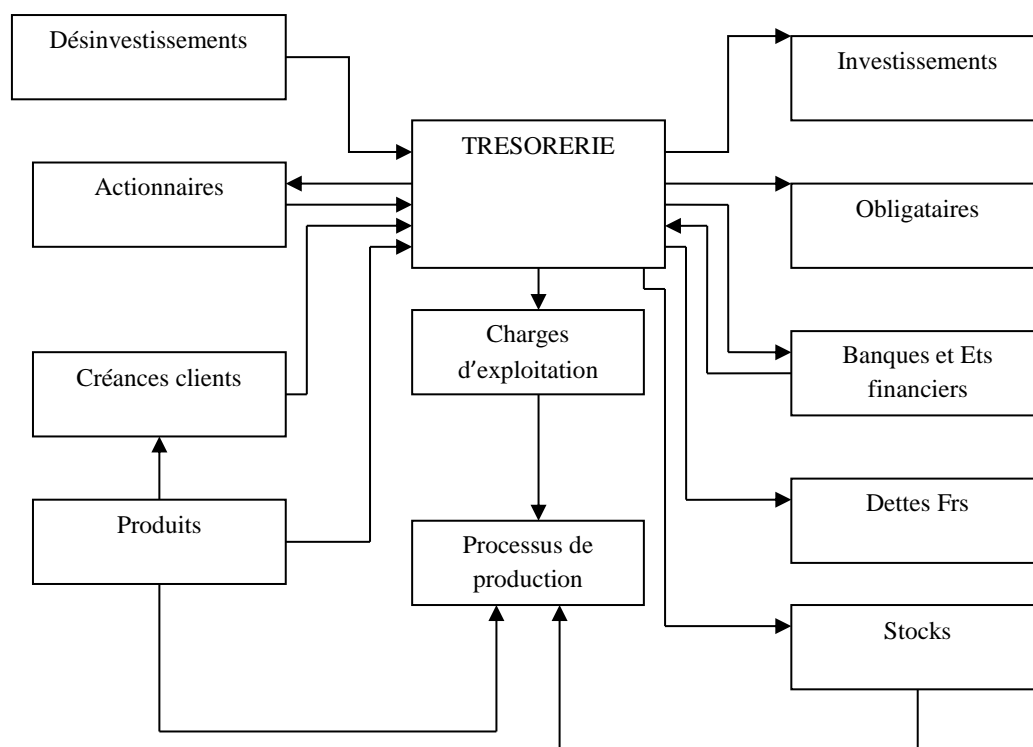 Désinvestissements
Investissements
TRESORERIE
Actionnaires
Obligataires
Charges
d'exploitation
Créances clients
Banques et Ets
financiers
Produits
Dettes Frs
Processus de
production
Stocks